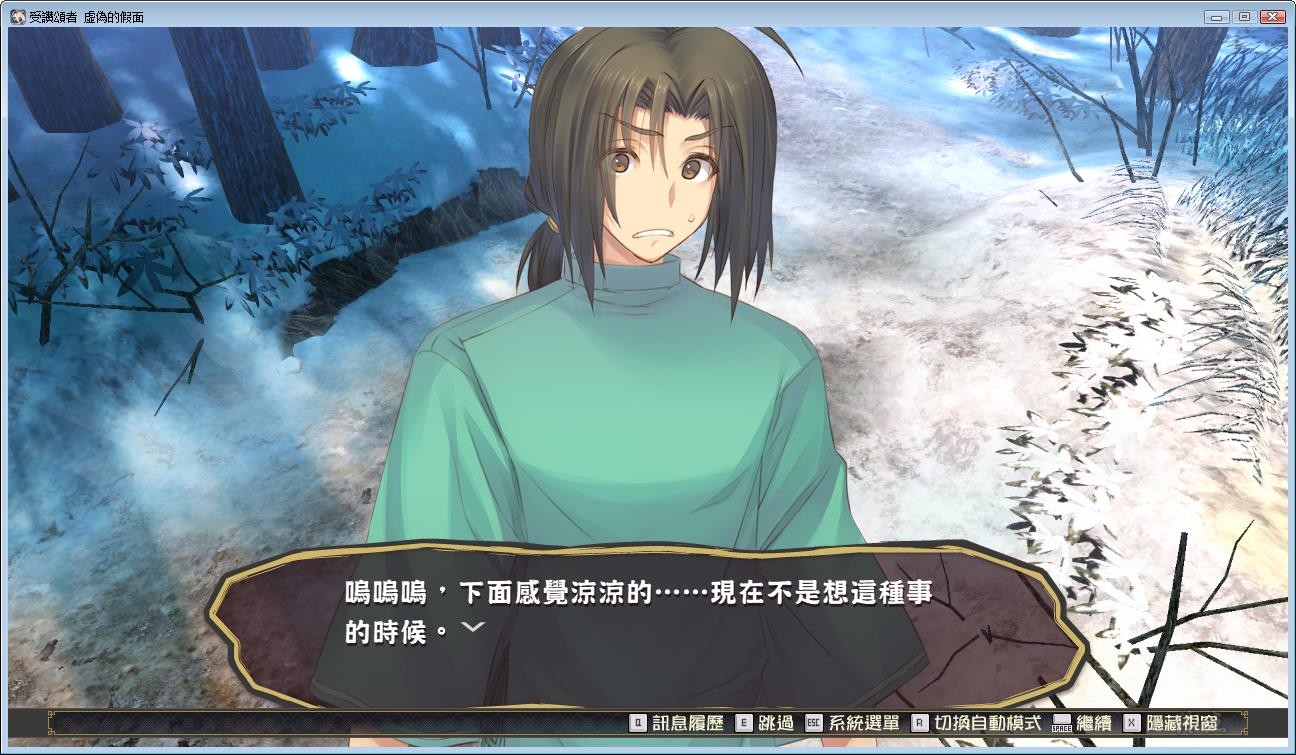 受讚頌者 虛偽的假面
嗚嗚嗚，下面感覺涼涼的……現在不是想這種事
的時候。
Q 訊息履歷 E 跳過 ESC 系統選單 R 切換自動模式 SPACE 繼續 X 隱藏視窗